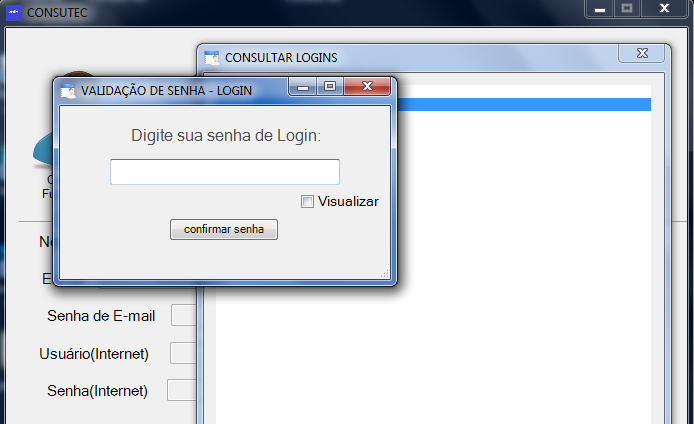 CONSUTEC
CONSULTAR LOGINS
VALIDAÇÃO DE SENHA - LOGIN
Digite sua senha de Login:
Visualizar
confirmar senha
Senha de E-mail
Usuário(Internet)
Senha(Internet)